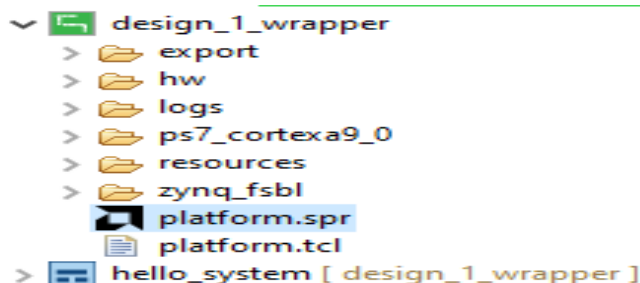 design_1_wrapper
export
hw
logs
ps7_cortexa9_0
resources
zynq_fsbl
platform.spr
platform.tcl
hello_system [ design_1_wrapper ]